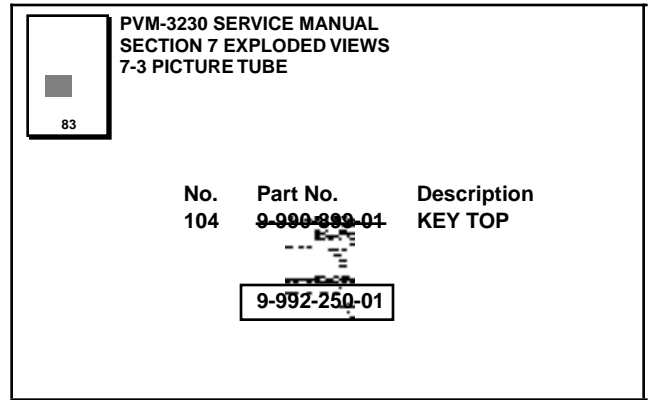 PVM-3230 SERVICE MANUAL
SECTION 7 EXPLODED VIEWS
7-3 PICTURE TUBE
83
No. Part No. Description
104 9-990-899-01 KEY TOP
9-992-250-01